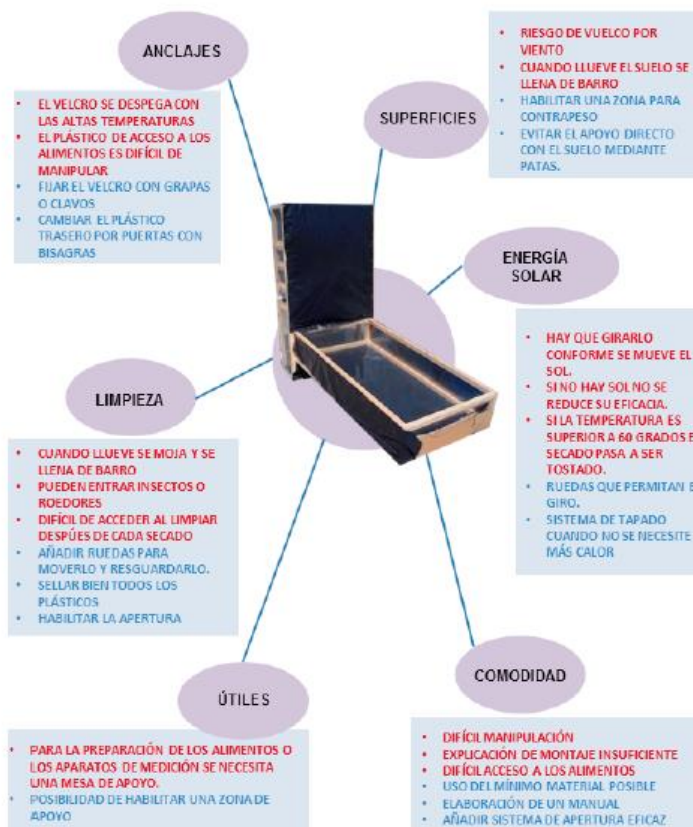 ANCLAJES
• EL VELCRO SE DESPEGA CON
LAS ALTAS TEMPERATURAS
• EL PLÁSTICO DE ACCESO A LOS
ALIMENTOS ES DIFÍCIL DE
MANIPULAR
• FIJAR EL VELCRO CON GRAPAS
O CLAVOS
• CAMBIAR EL PLÁSTICO
TRASERO POR PUERTAS CON
BISAGRAS
SUPERFICIES
• RIESGO DE VUELCO POR
VIENTO
• CUANDO LLUEVE EL SUELO SE
LLENA DE BARRO
• HABILITAR UNA ZONA PARA
CONTRAPESO
• EVITAR EL APOYO DIRECTO
CON EL SUELO MEDIANTE
PATAS.
ENERGÍA
SOLAR
• HAY QUE GIRARLO
CONFORME SE MUEVE EL
SOL.
• SI NO HAY SOL NO SE
REDUCE SU EFICACIA.
• SI LA TEMPERATURA ES
SUPERIOR A 60 GRADOS E
SECADO PASA A SER
TOSTADO.
• RUEDAS QUE PERMITAN E
GIRO.
• SISTEMA DE TAPADO
CUANDO NO SE NECESITE
MÁS CALOR
LIMPIEZA
• CUANDO LLUEVE SE MOJA Y SE
LLENA DE BARRO
• PUEDEN ENTRAR INSECTOS O
ROEDORES
• DIFÍCIL DE ACCEDER AL LIMPIAR
DESPÚES DE CADA SECADO
• AÑADIR RUEDAS PARA
MOVERLO Y RESGUARDARLO.
• SELLAR BIEN TODOS LOS
PLÁSTICOS
• HABILITAR LA APERTURA
ÚTILES
• PARA LA PREPARACIÓN DE LOS ALIMENTOS O
LOS APARATOS DE MEDICIÓN SE NECESITA
UNA MESA DE APOYO.
• POSIBILIDAD DE HABILITAR UNA ZONA DE
APOYO
COMODIDAD
• DIFÍCIL MANIPULACIÓN
• EXPLICACIÓN DE MONTAJE INSUFICIENTE
• DIFÍCIL ACCESO A LOS ALIMENTOS
• USO DEL MÍNIMO MATERIAL POSIBLE
• ELABORACIÓN DE UN MANUAL
• AÑADIR SISTEMA DE APERTURA EFICAZ